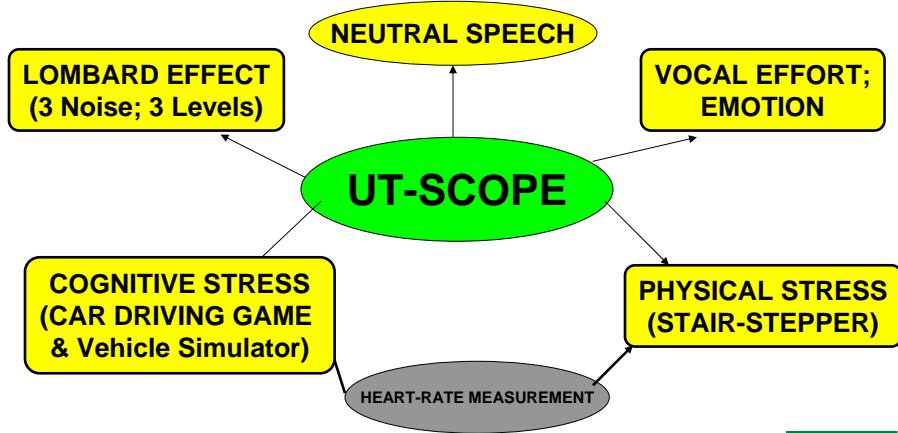 NEUTRAL SPEECH
LOMBARD EFFECT
(3 Noise; 3 Levels)
VOCAL EFFORT;
EMOTION
UT-SCOPE
COGNITIVE STRESS
(CAR DRIVING GAME
& Vehicle Simulator)
PHYSICAL STRESS
(STAIR-STEPPER)
HEART-RATE MEASUREMENT